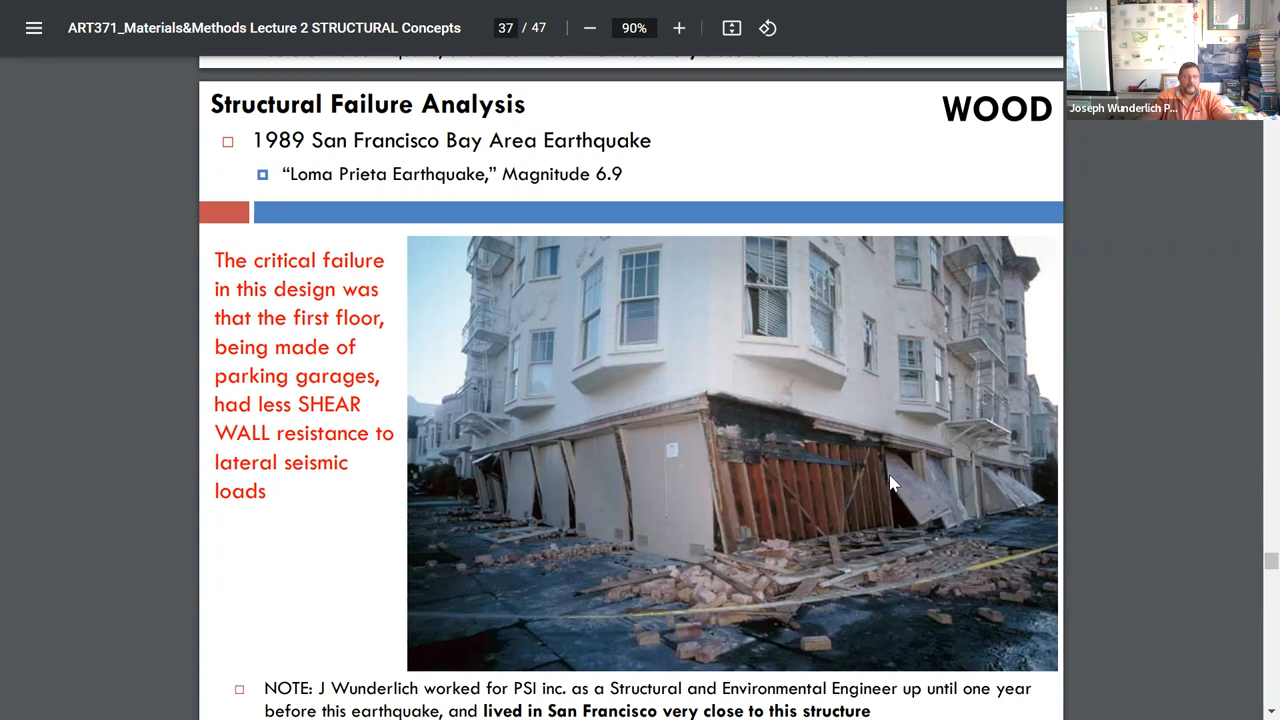 ART371_Materials&Methods Lecture 2 STRUCTURAL Concepts
37 / 47
90%
Joseph Wunderlich P...
Structural Failure Analysis
WOOD
1989 San Francisco Bay Area Earthquake
“Loma Prieta Earthquake,” Magnitude 6.9
The critical failure
in this design was
that the first floor,
being made of
parking garages,
had less SHEAR
WALL resistance to
lateral seismic
loads
NOTE: J Wunderlich worked for PSI inc. as a Structural and Environmental Engineer up until one year
before this earthquake, and lived in San Francisco very close to this structure